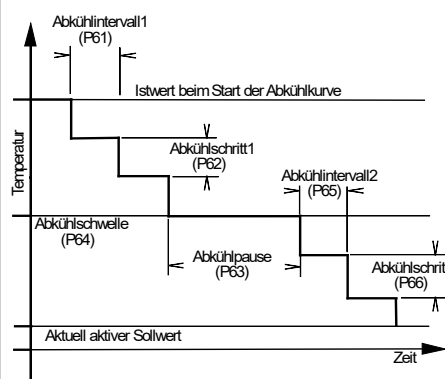 Abkühlintervall1
(P61)
Istwert beim Start der Abkühlkurve
Temperatur
Abkühlschritt1
(P62)
Abkühlintervall2
(P65)
Abkühlschwelle
(P64)
Abkühlpause
(P63)
Abkühlschrit
(P66)
Aktuell aktiver Sollwert
Zeit